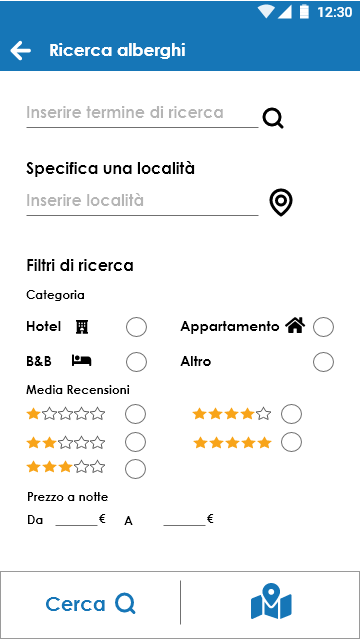 12:30
Ricerca alberghi
Inserire termine di ricerca
Specifica una località
Inserire località
Filtri di ricerca
Categoria
Hotel Appartamento
B&B Altro
Media Recensioni
Prezzo a notte
Da ______€ A ______€
Cerca